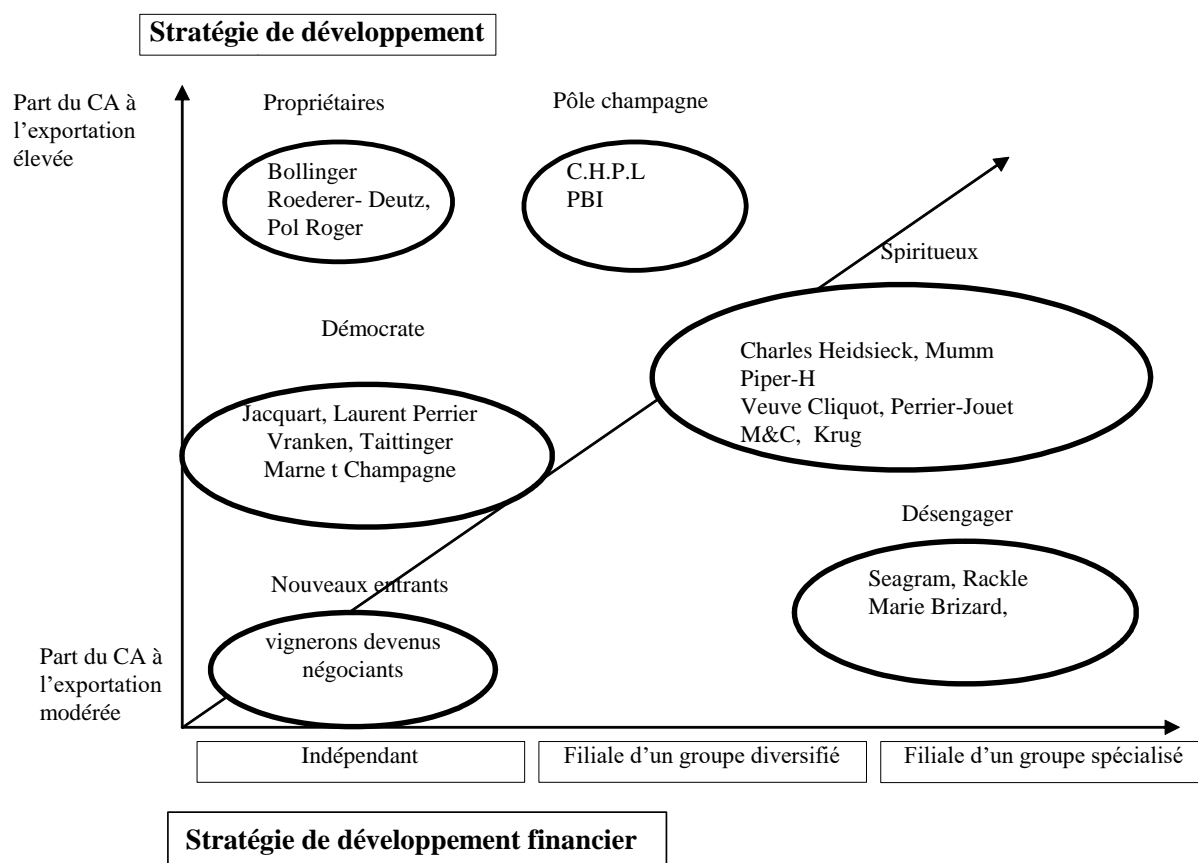 Stratégie de développement
Part du CA à
l’exportation
élevée
Propriétaires
Bollinger
Roederer- Deutz,
Pol Roger
Pôle champagne
C.H.P.L
PBI
Spiritueux
Charles Heidsieck, Mumm
Piper-H
Veuve Cliquot, Perrier-Jouet
M&C, Krug
Démocrate
Jacquart, Laurent Perrier
Vranken, Taittinger
Marne t Champagne
Désengager
Seagram, Rackle
Marie Brizard,
Nouveaux entrants
vignerons devenus
négociants
Part du CA à
l’exportation
modérée
Indépendant
Filiale d’un groupe diversifié
Filiale d’un groupe spécialisé
Stratégie de développement financier